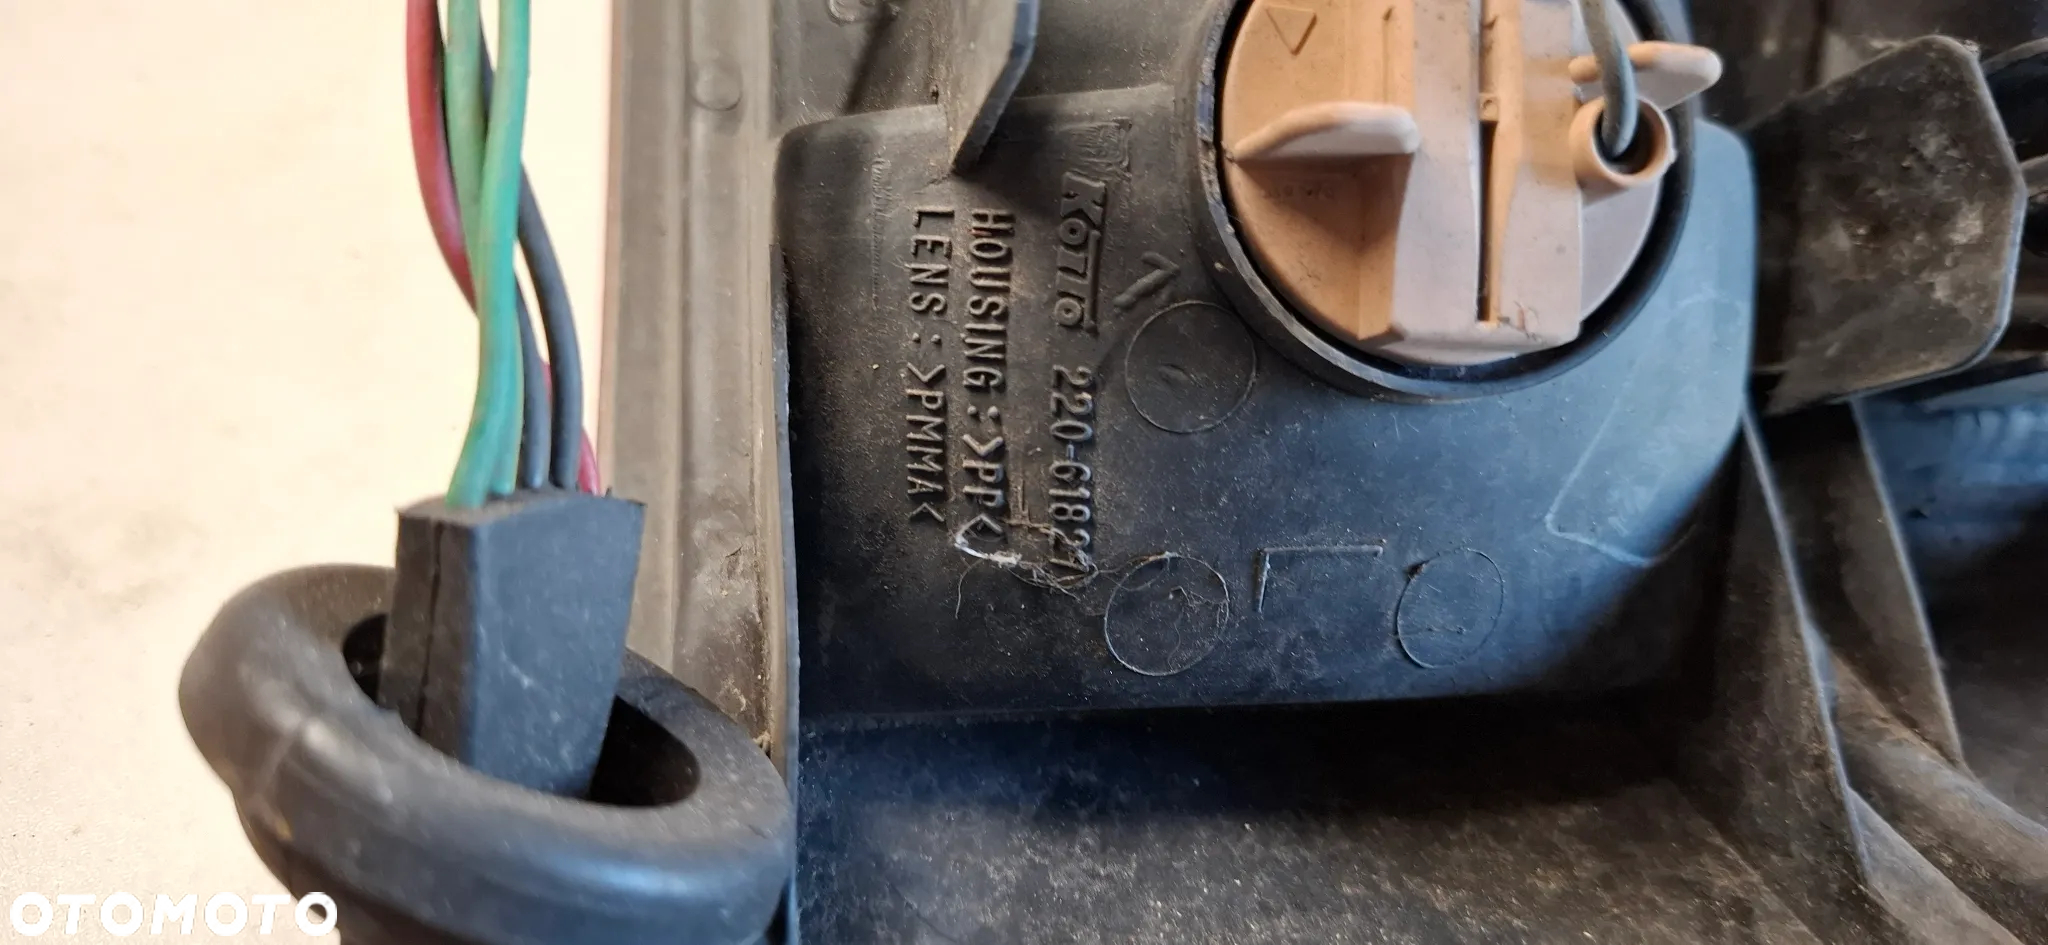 KOITO 220-61827
HOUSING : >PP<
LENS : >PMMA<
L
OTOMOTO